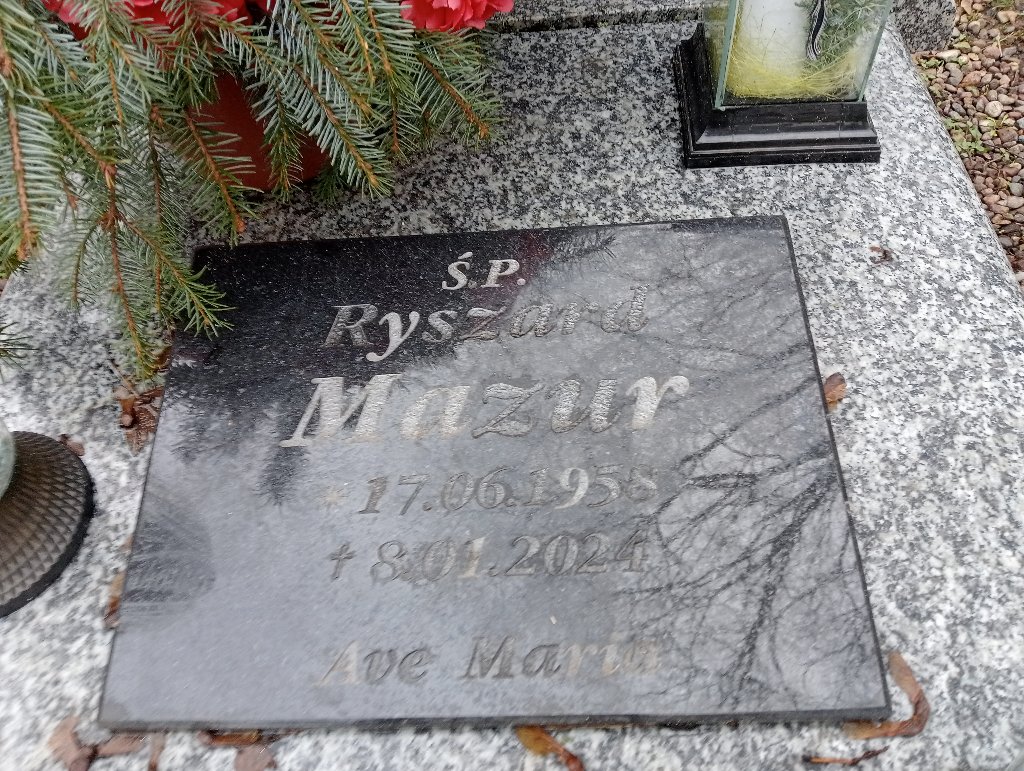 Ś.P.
Ryszard
Mazur
* 17.06.1958
+ 8.01.2024
Ave Maria